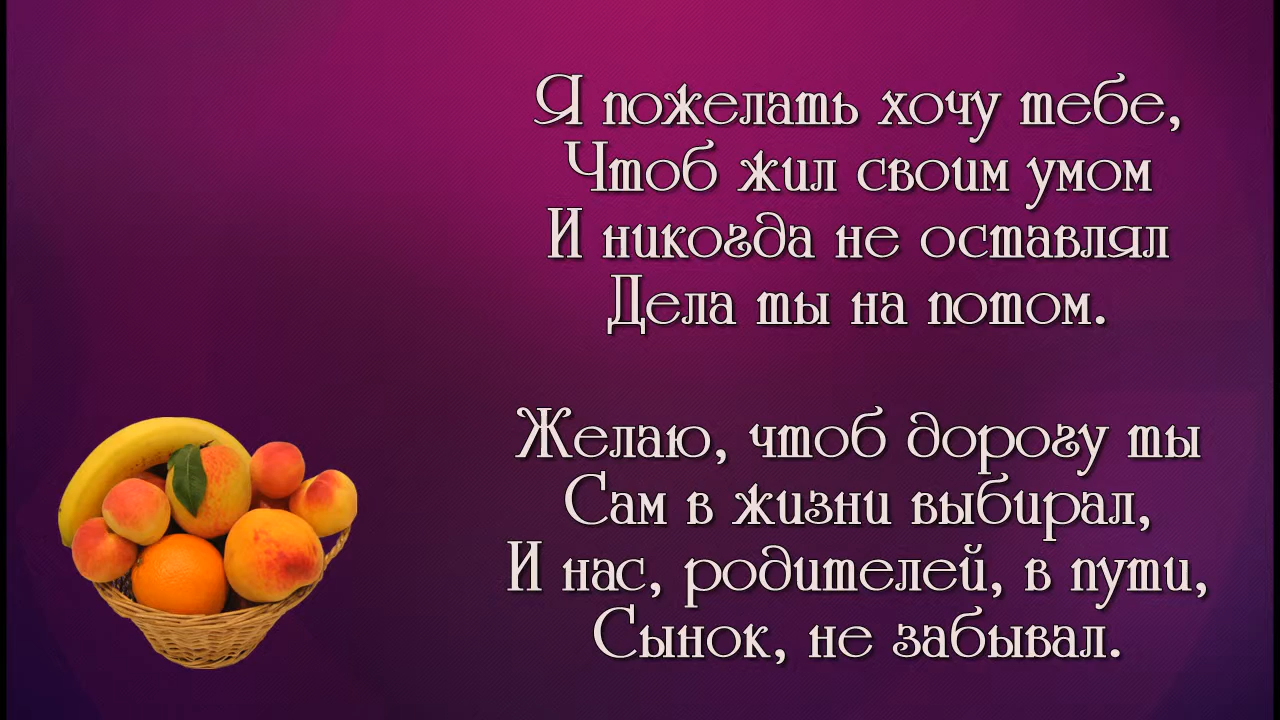 Я пожелать хочу тебе,
Чтоб жил своим умом
И никогда не оставлял
Дела ты на потом.
Желаю, чтоб дорогу ты
Сам в жизни выбирал,
И нас, родителей, в пути,
Сынок, не забывал.